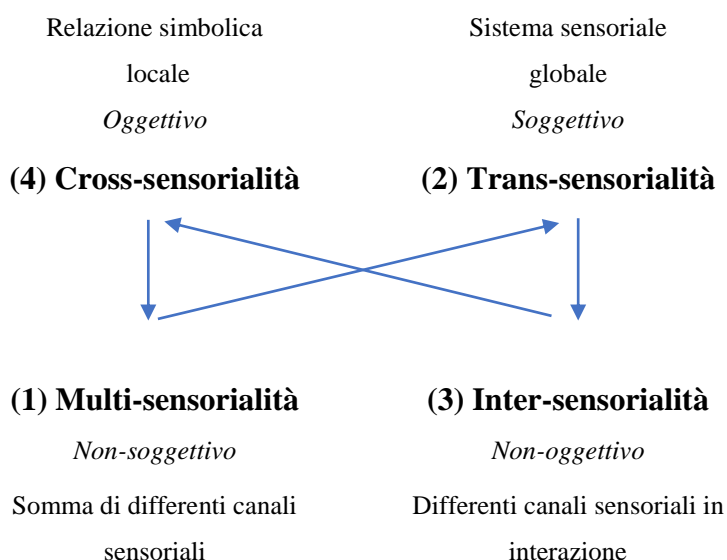 Relazione simbolica
locale
Oggettivo
(4) Cross-sensorialità
Sistema sensoriale
globale
Soggettivo
(2) Trans-sensorialità
(1) Multi-sensorialità
Non-soggettivo
Somma di differenti canali
sensoriali
(3) Inter-sensorialità
Non-oggettivo
Differenti canali sensoriali in
interazione